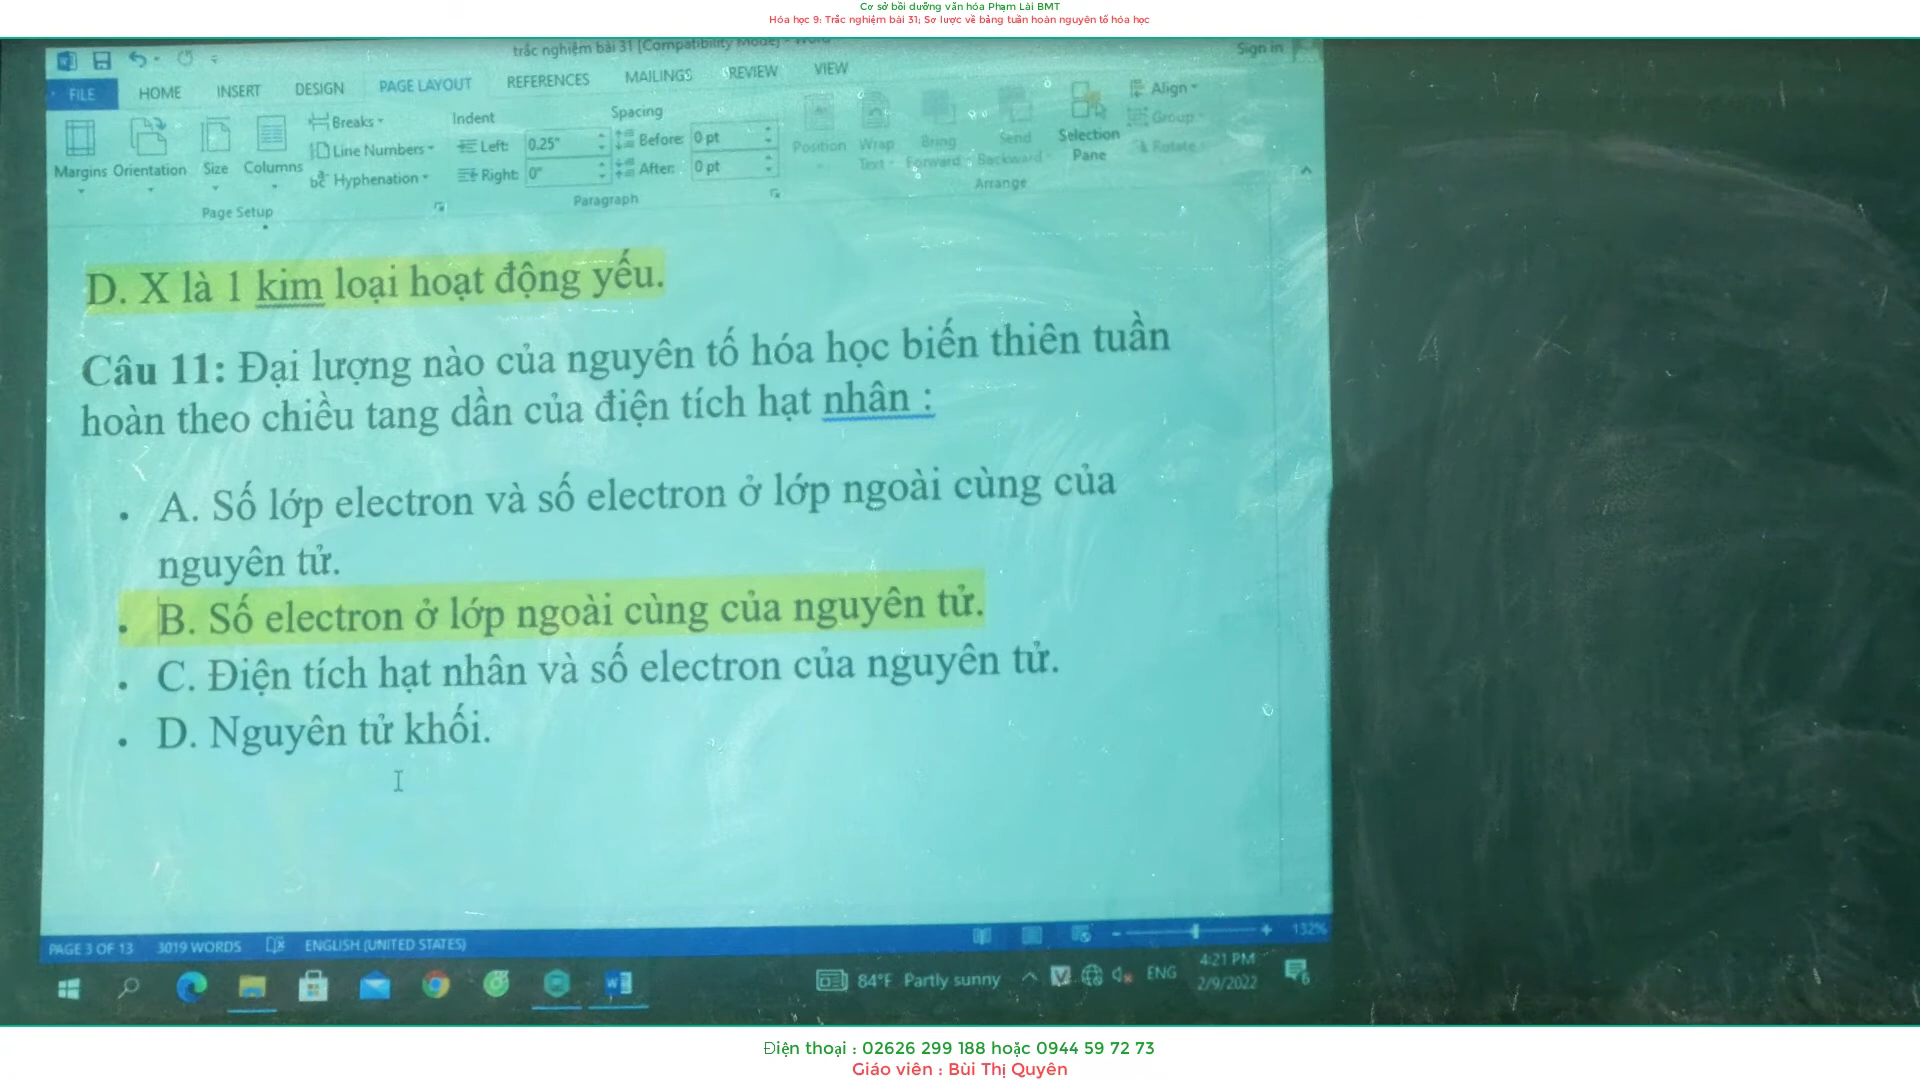 Cơ sở bồi dưỡng văn hóa Phạm Lài BMT
Hóa học 9: Trắc nghiệm bài 31; Sơ lược về bảng tuần hoàn nguyên tố hóa học
trắc nghiệm bài 31 [Compatibility Mode] - Word
Sign in
FILE HOME INSERT DESIGN PAGE LAYOUT REFERENCES MAILINGS REVIEW VIEW
Breaks
Indent
Spacing
Align
Line Numbers
Left: 0.25"
Before: 0 pt
Group
Margins Orientation Size Columns
Hyphenation
Right: 0"
After: 0 pt
Position Wrap Text Bring Forward Send Backward Selection Pane
Rotate
Page Setup
Paragraph
Arrange
D. X là 1 kim loại hoạt động yếu.
Câu 11: Đại lượng nào của nguyên tố hóa học biến thiên tuần
hoàn theo chiều tang dần của điện tích hạt nhân :
• A. Số lớp electron và số electron ở lớp ngoài cùng của
nguyên tử.
• B. Số electron ở lớp ngoài cùng của nguyên tử.
• C. Điện tích hạt nhân và số electron của nguyên tử.
• D. Nguyên tử khối.
PAGE 3 OF 13 3019 WORDS ENGLISH (UNITED STATES) 132%
84°F Partly sunny ENG 4:21 PM
2/9/2022 6
Điện thoại : 02626 299 188 hoặc 0944 59 72 73
Giáo viên : Bùi Thị Quyên